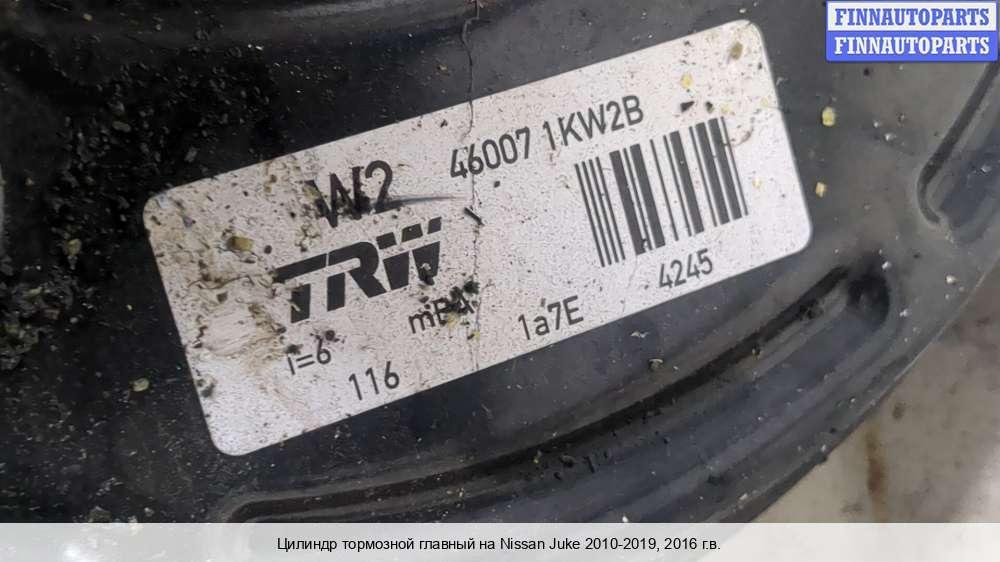 FINNAUTOPARTS
FINNAUTOPARTS
W2 46007 1KW2B
TRW
i=6 4245
116 1a7E
Цилиндр тормозной главный на Nissan Juke 2010-2019, 2016 г.в.